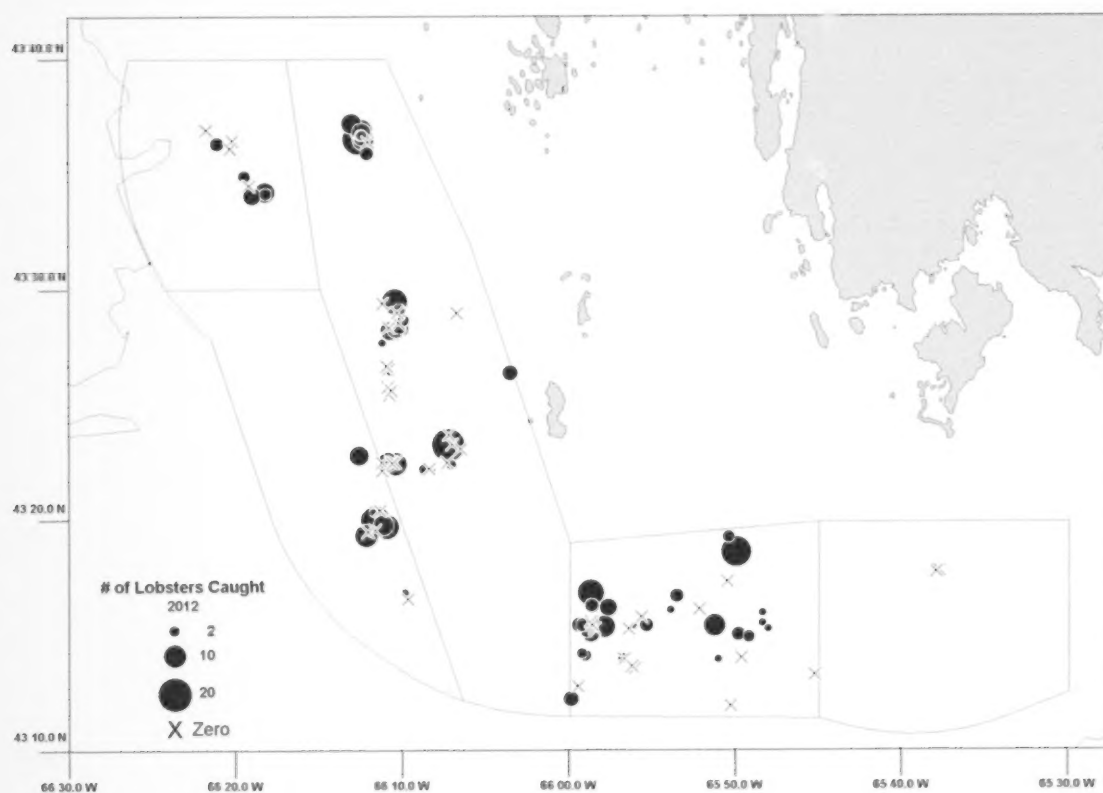 43 40.0 N
43 30.0 N
43 20.0 N
43 10.0 N
# of Lobsters Caught
2012
2
10
20
X Zero
66 30.0 W
66 20.0 W
66 10.0 W
66 00.0 W
65 50.0 W
65 40.0 W
65 30.0 W